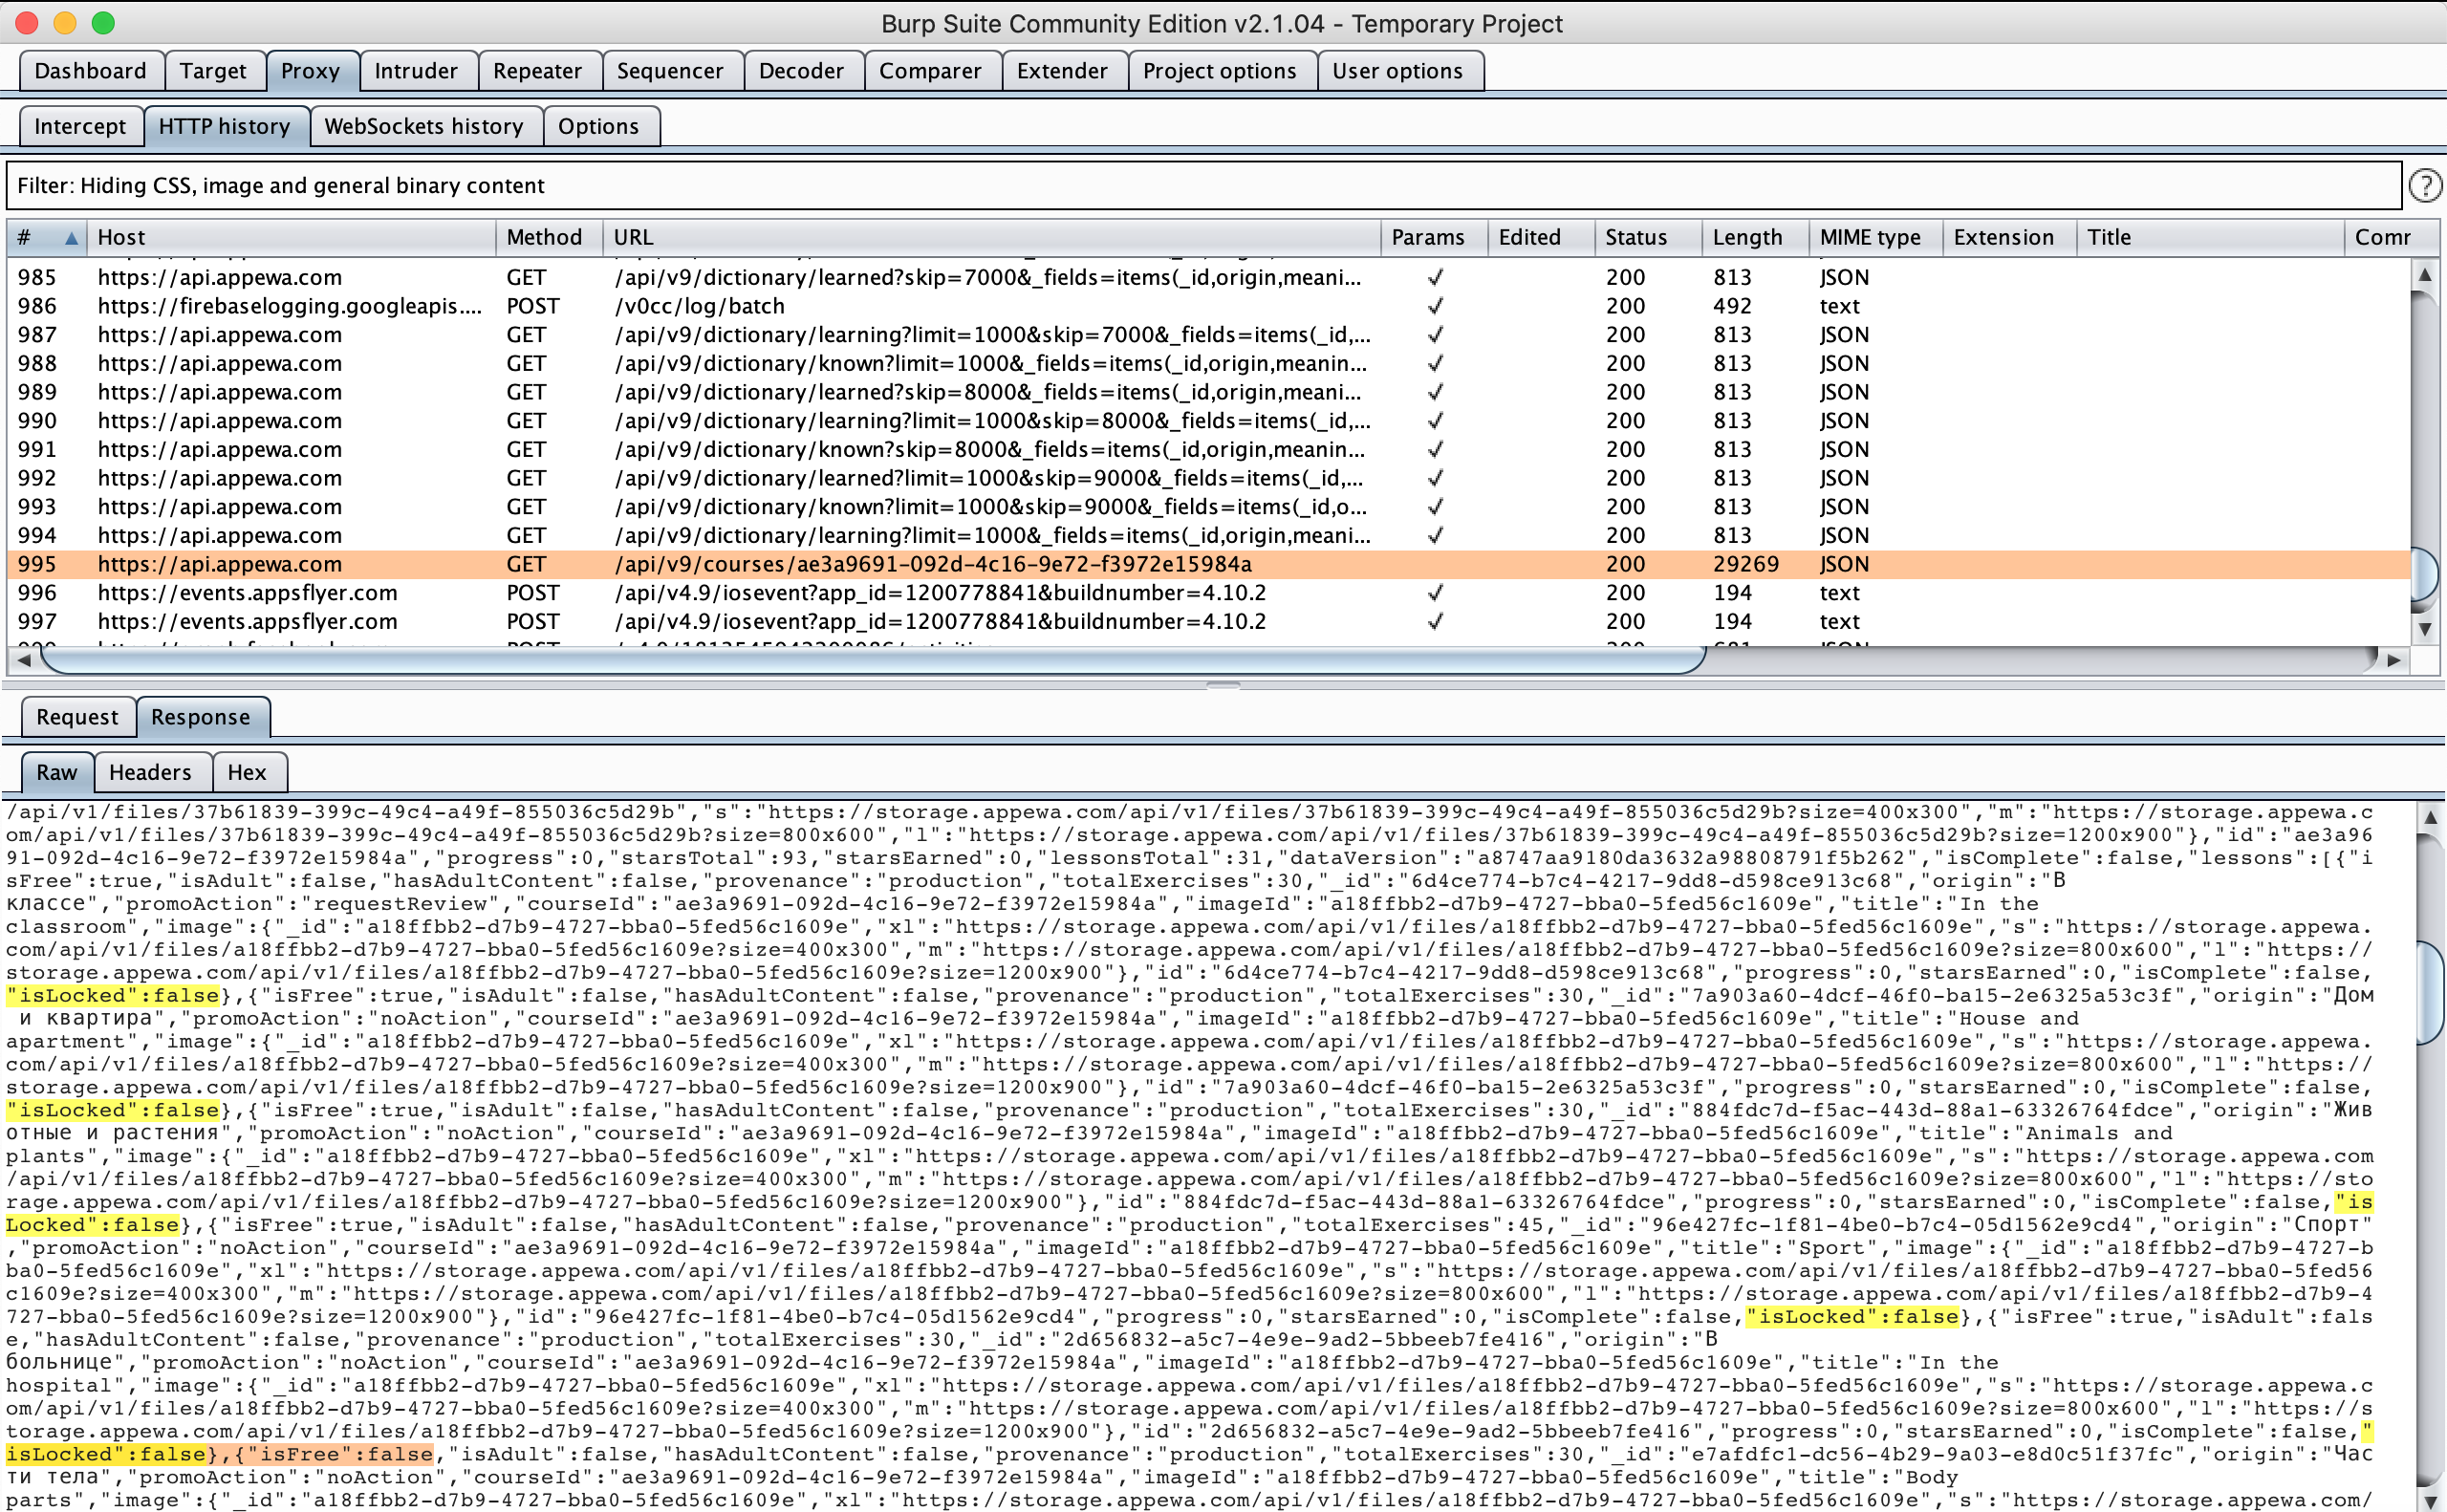 Burp Suite Community Edition v2.1.04 - Temporary Project
Dashboard Target Proxy Intruder Repeater Sequencer Decoder Comparer Extender Project options User options
Intercept HTTP history WebSockets history Options
Filter: Hiding CSS, image and general binary content ?
# Host Method URL Params Edited Status Length MIME type Extension Title Comr
985 https://api.appewa.com GET /api/v9/dictionary/learned?skip=7000&_fields=items(_id,origin,meani... ✓ 200 813 JSON
986 https://firebaselogging.googleapis.... POST /v0cc/log/batch ✓ 200 492 text
987 https://api.appewa.com GET /api/v9/dictionary/learning?limit=1000&skip=7000&_fields=items(_id,... ✓ 200 813 JSON
988 https://api.appewa.com GET /api/v9/dictionary/known?limit=1000&_fields=items(_id,origin,meanin... ✓ 200 813 JSON
989 https://api.appewa.com GET /api/v9/dictionary/learned?skip=8000&_fields=items(_id,origin,meani... ✓ 200 813 JSON
990 https://api.appewa.com GET /api/v9/dictionary/learning?limit=1000&skip=8000&_fields=items(_id,... ✓ 200 813 JSON
991 https://api.appewa.com GET /api/v9/dictionary/known?skip=8000&_fields=items(_id,origin,meanin... ✓ 200 813 JSON
992 https://api.appewa.com GET /api/v9/dictionary/learned?limit=1000&skip=9000&_fields=items(_id,... ✓ 200 813 JSON
993 https://api.appewa.com GET /api/v9/dictionary/known?limit=1000&skip=9000&_fields=items(_id,o... ✓ 200 813 JSON
994 https://api.appewa.com GET /api/v9/dictionary/learning?limit=1000&_fields=items(_id,origin,meani... ✓ 200 813 JSON
995 https://api.appewa.com GET /api/v9/courses/ae3a9691-092d-4c16-9e72-f3972e15984a 200 29269 JSON
996 https://events.appsflyer.com POST /api/v4.9/iosevent?app_id=1200778841&buildnumber=4.10.2 ✓ 200 194 text
997 https://events.appsflyer.com POST /api/v4.9/iosevent?app_id=1200778841&buildnumber=4.10.2 ✓ 200 194 text
Request Response
Raw Headers Hex
/api/v1/files/37b61839-399c-49c4-a49f-855036c5d29b","s":"https://storage.appewa.com/api/v1/files/37b61839-399c-49c4-a49f-855036c5d29b?size=400x300","m":"https://storage.appewa.c
om/api/v1/files/37b61839-399c-49c4-a49f-855036c5d29b?size=800x600","l":"https://storage.appewa.com/api/v1/files/37b61839-399c-49c4-a49f-855036c5d29b?size=1200x900"},"id":"ae3a96
91-092d-4c16-9e72-f3972e15984a","progress":0,"starsTotal":93,"starsEarned":0,"lessonsTotal":31,"dataVersion":"a8747aa9180da3632a98808791f5b262","isComplete":false,"lessons":[{"i
sFree":true,"isAdult":false,"hasAdultContent":false,"provenance":"production","totalExercises":30,"_id":"6d4ce774-b7c4-4217-9dd8-d598ce913c68","origin":"В
классе","promoAction":"requestReview","courseId":"ae3a9691-092d-4c16-9e72-f3972e15984a","imageId":"a18ffbb2-d7b9-4727-bba0-5fed56c1609e","title":"In the
classroom","image":{"_id":"a18ffbb2-d7b9-4727-bba0-5fed56c1609e","xl":"https://storage.appewa.com/api/v1/files/a18ffbb2-d7b9-4727-bba0-5fed56c1609e","s":"https://storage.appewa.
com/api/v1/files/a18ffbb2-d7b9-4727-bba0-5fed56c1609e?size=400x300","m":"https://storage.appewa.com/api/v1/files/a18ffbb2-d7b9-4727-bba0-5fed56c1609e?size=800x600","l":"https://
storage.appewa.com/api/v1/files/a18ffbb2-d7b9-4727-bba0-5fed56c1609e?size=1200x900"},"id":"6d4ce774-b7c4-4217-9dd8-d598ce913c68","progress":0,"starsEarned":0,"isComplete":false,
"isLocked":false},{"isFree":true,"isAdult":false,"hasAdultContent":false,"provenance":"production","totalExercises":30,"_id":"7a903a60-4dcf-46f0-ba15-2e6325a53c3f","origin":"Дом
и квартира","promoAction":"noAction","courseId":"ae3a9691-092d-4c16-9e72-f3972e15984a","imageId":"a18ffbb2-d7b9-4727-bba0-5fed56c1609e","title":"House and
apartment","image":{"_id":"a18ffbb2-d7b9-4727-bba0-5fed56c1609e","xl":"https://storage.appewa.com/api/v1/files/a18ffbb2-d7b9-4727-bba0-5fed56c1609e","s":"https://storage.appewa.
com/api/v1/files/a18ffbb2-d7b9-4727-bba0-5fed56c1609e?size=400x300","m":"https://storage.appewa.com/api/v1/files/a18ffbb2-d7b9-4727-bba0-5fed56c1609e?size=800x600","l":"https://
storage.appewa.com/api/v1/files/a18ffbb2-d7b9-4727-bba0-5fed56c1609e?size=1200x900"},"id":"7a903a60-4dcf-46f0-ba15-2e6325a53c3f","progress":0,"starsEarned":0,"isComplete":false,
"isLocked":false},{"isFree":true,"isAdult":false,"hasAdultContent":false,"provenance":"production","totalExercises":30,"_id":"884fdc7d-f5ac-443d-88a1-63326764fdce","origin":"Жив
отные и растения","promoAction":"noAction","courseId":"ae3a9691-092d-4c16-9e72-f3972e15984a","imageId":"a18ffbb2-d7b9-4727-bba0-5fed56c1609e","title":"Animals and
plants","image":{"_id":"a18ffbb2-d7b9-4727-bba0-5fed56c1609e","xl":"https://storage.appewa.com/api/v1/files/a18ffbb2-d7b9-4727-bba0-5fed56c1609e","s":"https://storage.appewa.com
/api/v1/files/a18ffbb2-d7b9-4727-bba0-5fed56c1609e?size=400x300","m":"https://storage.appewa.com/api/v1/files/a18ffbb2-d7b9-4727-bba0-5fed56c1609e?size=800x600","l":"https://sto
rage.appewa.com/api/v1/files/a18ffbb2-d7b9-4727-bba0-5fed56c1609e?size=1200x900"},"id":"884fdc7d-f5ac-443d-88a1-63326764fdce","progress":0,"starsEarned":0,"isComplete":false,"is
Locked":false},{"isFree":true,"isAdult":false,"hasAdultContent":false,"provenance":"production","totalExercises":45,"_id":"96e427fc-1f81-4be0-b7c4-05d1562e9cd4","origin":"Спорт"
,"promoAction":"noAction","courseId":"ae3a9691-092d-4c16-9e72-f3972e15984a","imageId":"a18ffbb2-d7b9-4727-bba0-5fed56c1609e","title":"Sport","image":{"_id":"a18ffbb2-d7b9-4727-b
ba0-5fed56c1609e","xl":"https://storage.appewa.com/api/v1/files/a18ffbb2-d7b9-4727-bba0-5fed56c1609e","s":"https://storage.appewa.com/api/v1/files/a18ffbb2-d7b9-4727-bba0-5fed56
c1609e?size=400x300","m":"https://storage.appewa.com/api/v1/files/a18ffbb2-d7b9-4727-bba0-5fed56c1609e?size=800x600","l":"https://storage.appewa.com/api/v1/files/a18ffbb2-d7b9-4
727-bba0-5fed56c1609e?size=1200x900"},"id":"96e427fc-1f81-4be0-b7c4-05d1562e9cd4","progress":0,"starsEarned":0,"isComplete":false,"isLocked":false},{"isFree":true,"isAdult":fals
e,"hasAdultContent":false,"provenance":"production","totalExercises":30,"_id":"2d656832-a5c7-4e9e-9ad2-5bbeeb7fe416","origin":"В
больнице","promoAction":"noAction","courseId":"ae3a9691-092d-4c16-9e72-f3972e15984a","imageId":"a18ffbb2-d7b9-4727-bba0-5fed56c1609e","title":"In the
hospital","image":{"_id":"a18ffbb2-d7b9-4727-bba0-5fed56c1609e","xl":"https://storage.appewa.com/api/v1/files/a18ffbb2-d7b9-4727-bba0-5fed56c1609e","s":"https://storage.appewa.c
om/api/v1/files/a18ffbb2-d7b9-4727-bba0-5fed56c1609e?size=400x300","m":"https://storage.appewa.com/api/v1/files/a18ffbb2-d7b9-4727-bba0-5fed56c1609e?size=800x600","l":"https://s
torage.appewa.com/api/v1/files/a18ffbb2-d7b9-4727-bba0-5fed56c1609e?size=1200x900"},"id":"2d656832-a5c7-4e9e-9ad2-5bbeeb7fe416","progress":0,"starsEarned":0,"isComplete":false,"
isLocked":false},{"isFree":false,"isAdult":false,"hasAdultContent":false,"provenance":"production","totalExercises":30,"_id":"e7afdfc1-dc56-4b29-9a03-e8d0c51f37fc","origin":"Час
ти тела","promoAction":"noAction","courseId":"ae3a9691-092d-4c16-9e72-f3972e15984a","imageId":"a18ffbb2-d7b9-4727-bba0-5fed56c1609e","title":"Body
parts","image":{"_id":"a18ffbb2-d7b9-4727-bba0-5fed56c1609e","xl":"https://storage.appewa.com/api/v1/files/a18ffbb2-d7b9-4727-bba0-5fed56c1609e","s":"https://storage.appewa.com/